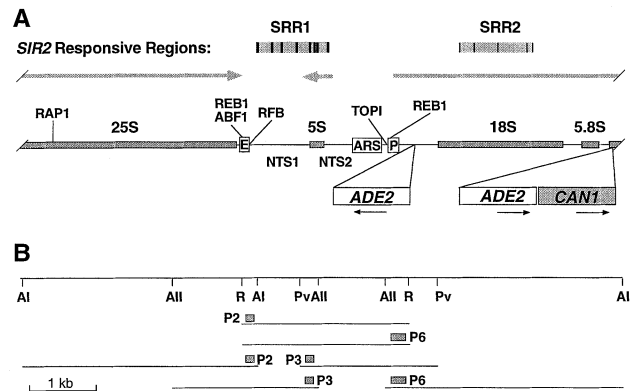 A
SRR1 SRR2
SIR2 Responsive Regions:
RAP1 REB1 ABF1 RFB TOPI REB1
25S 5S 18S 5.8S
E ARS P
NTS1 NTS2
ADE2 ADE2 CAN1
B
AI AII R AI Pv AII AII R Pv AI
P2
P6
P2 P3
P3 P6
1 kb